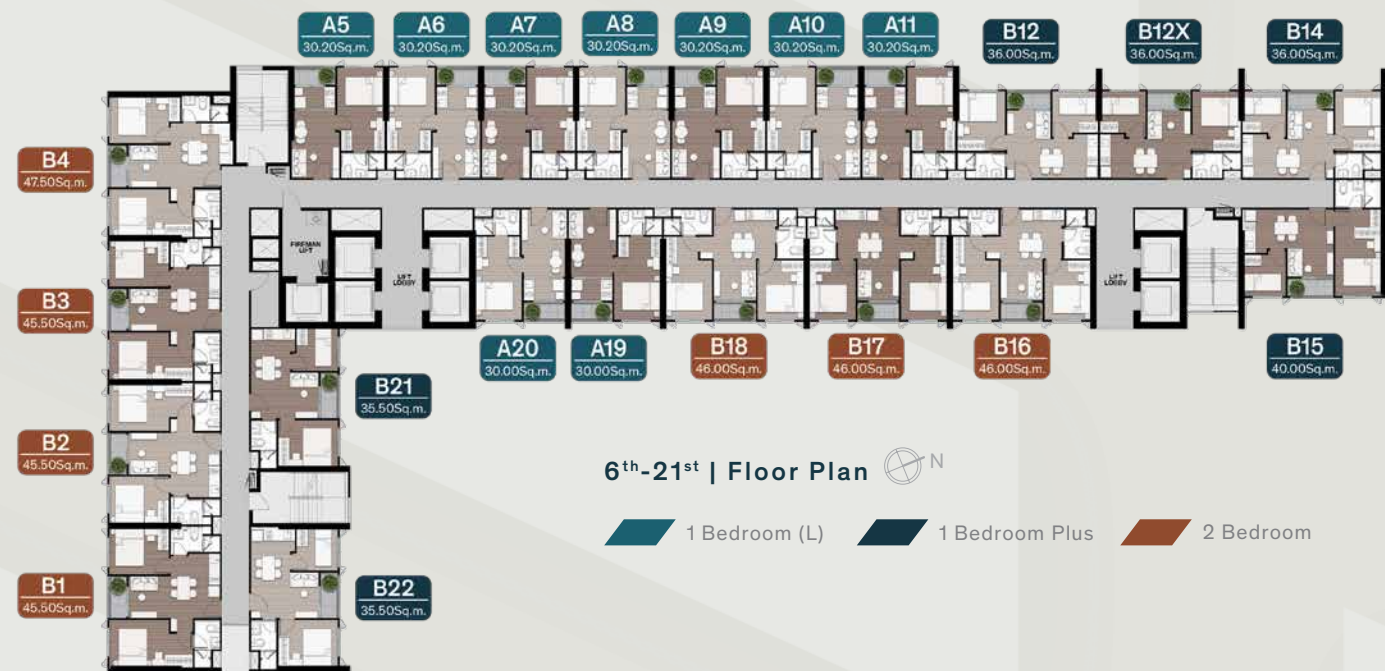 A5
30.20Sq.m.
A6
30.20Sq.m.
A7
30.20Sq.m.
A8
30.20Sq.m.
A9
30.20Sq.m.
A10
30.20Sq.m.
A11
30.20Sq.m.
B12
36.00Sq.m.
B12X
36.00Sq.m.
B14
36.00Sq.m.
B4
47.50Sq.m.
FIREMAN
LIFT
LIFT
LOBBY
LIFT
LOBBY
B3
45.50Sq.m.
A20
30.00Sq.m.
A19
30.00Sq.m.
B18
46.00Sq.m.
B17
46.00Sq.m.
B16
46.00Sq.m.
B15
40.00Sq.m.
B21
35.50Sq.m.
B2
45.50Sq.m.
6th-21st | Floor Plan N
1 Bedroom (L) 1 Bedroom Plus 2 Bedroom
B1
45.50Sq.m.
B22
35.50Sq.m.